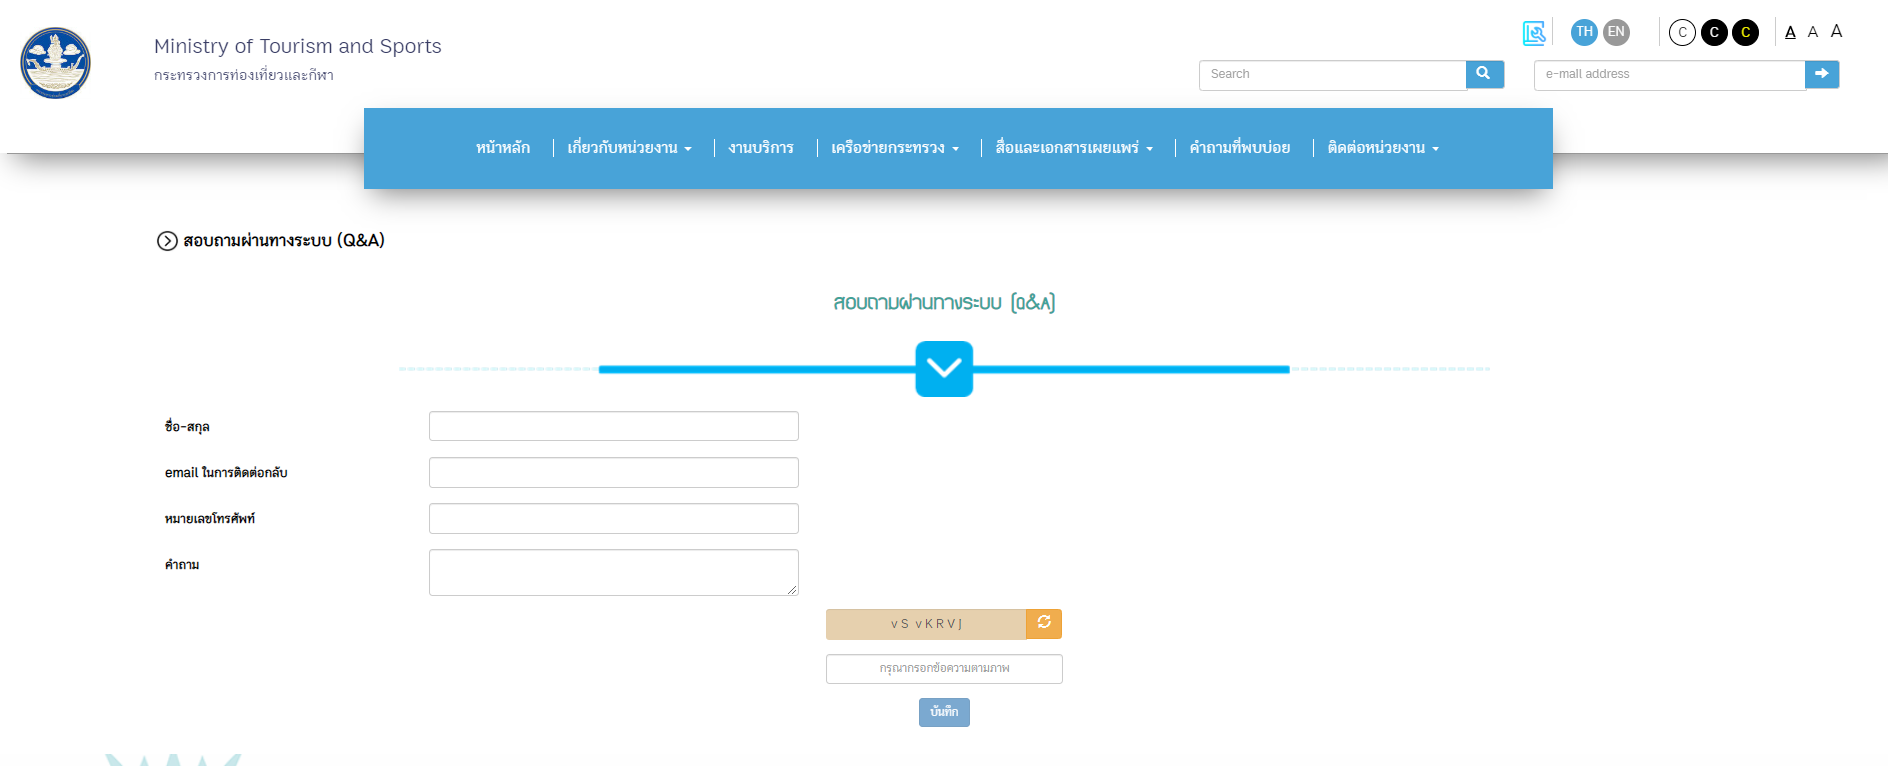 Ministry of Tourism and Sports
กระทรวงการท่องเที่ยวและกีฬา
TH EN C C C A A A
Search
e-mall address
หน้าหลัก เกี่ยวกับหน่วยงาน งานบริการ เครือข่ายกระทรวง สื่อและเอกสารเผยแพร่ คำถามที่พบบ่อย ติดต่อหน่วยงาน
สอบถามผ่านทางระบบ (Q&A)
สอบถามผ่านทางระบบ (Q&A)
ชื่อ-สกุล
email ในการติดต่อกลับ
หมายเลขโทรศัพท์
คำถาม
v S v K R V j
กรุณากรอกข้อความตามภาพ
บันทึก